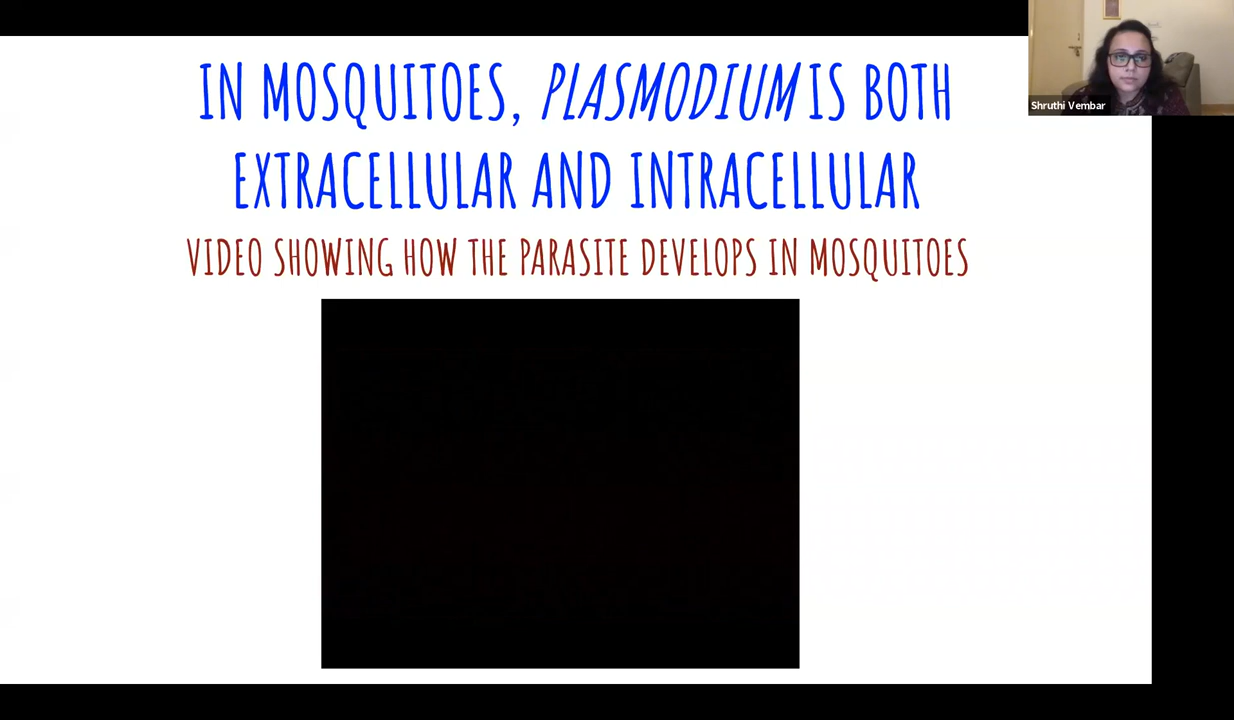 IN MOSQUITOES, PLASMODIUM IS BOTH
EXTRACELLULAR AND INTRACELLULAR
VIDEO SHOWING HOW THE PARASITE DEVELOPS IN MOSQUITOES
Shruthi Vembar